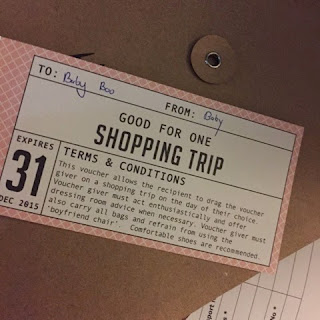 TO: Baby Boo FROM: Baby
GOOD FOR ONE
SHOPPING TRIP
EXPIRES
31
DEC 2015
TERMS & CONDITIONS
This voucher allows the recipient to drag the voucher
giver on a shopping trip on the day of their choice.
Voucher giver must act enthusiastically and offer
dressing room advice when necessary. Voucher giver must
also carry all bags and refrain from using the
'boyfriend chair'. Comfortable shoes are recommended.